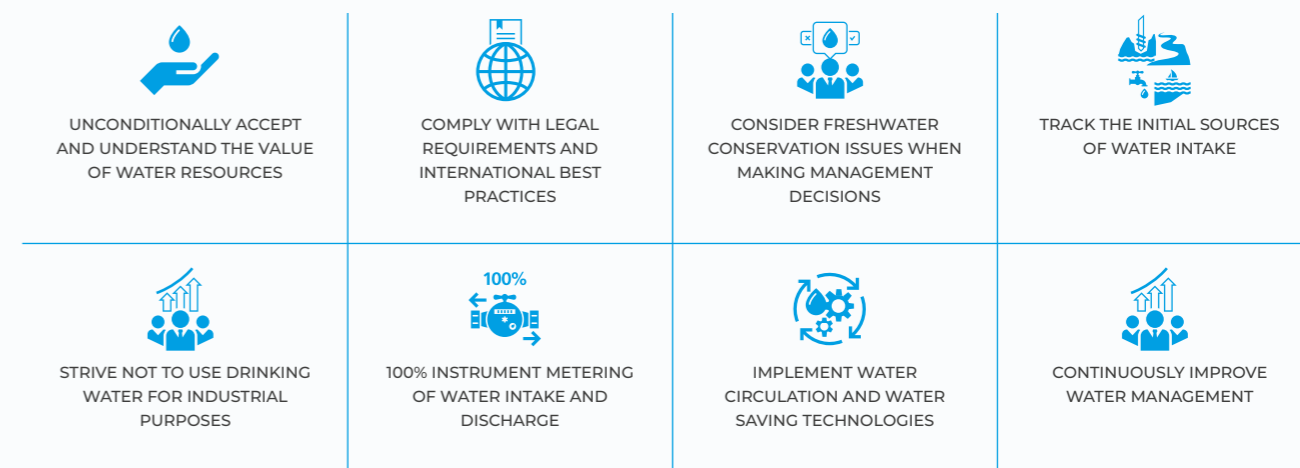 UNCONDITIONALLY ACCEPT
AND UNDERSTAND THE VALUE
OF WATER RESOURCES
COMPLY WITH LEGAL
REQUIREMENTS AND
INTERNATIONAL BEST
PRACTICES
CONSIDER FRESHWATER
CONSERVATION ISSUES WHEN
MAKING MANAGEMENT
DECISIONS
TRACK THE INITIAL SOURCES
OF WATER INTAKE
STRIVE NOT TO USE DRINKING
WATER FOR INDUSTRIAL
PURPOSES
100%
100% INSTRUMENT METERING
OF WATER INTAKE AND
DISCHARGE
IMPLEMENT WATER
CIRCULATION AND WATER
SAVING TECHNOLOGIES
CONTINUOUSLY IMPROVE
WATER MANAGEMENT